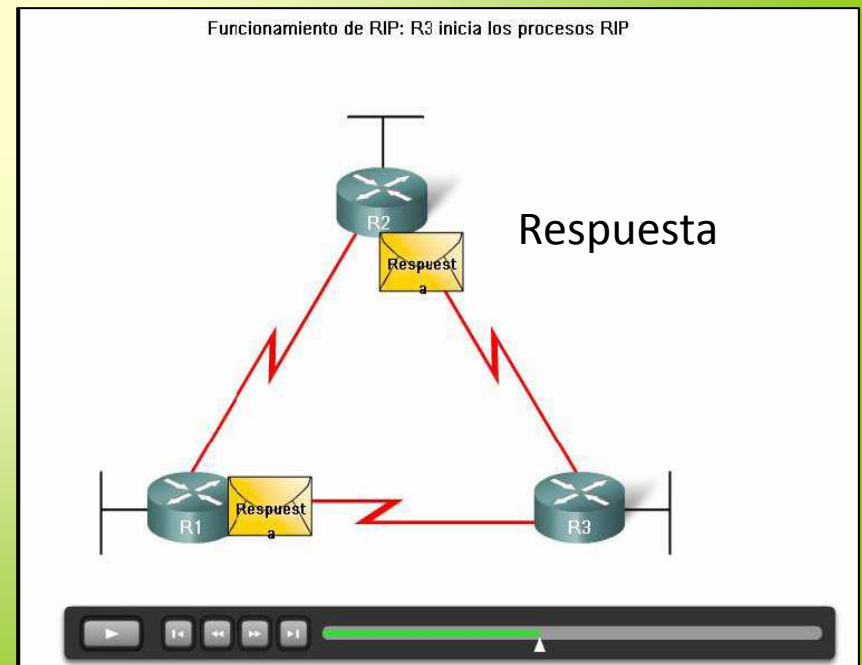 Funcionamiento de RIP: R3 inicia los procesos RIP
R2
Respuesta
Respuest
a
R1
Respuest
a
R3